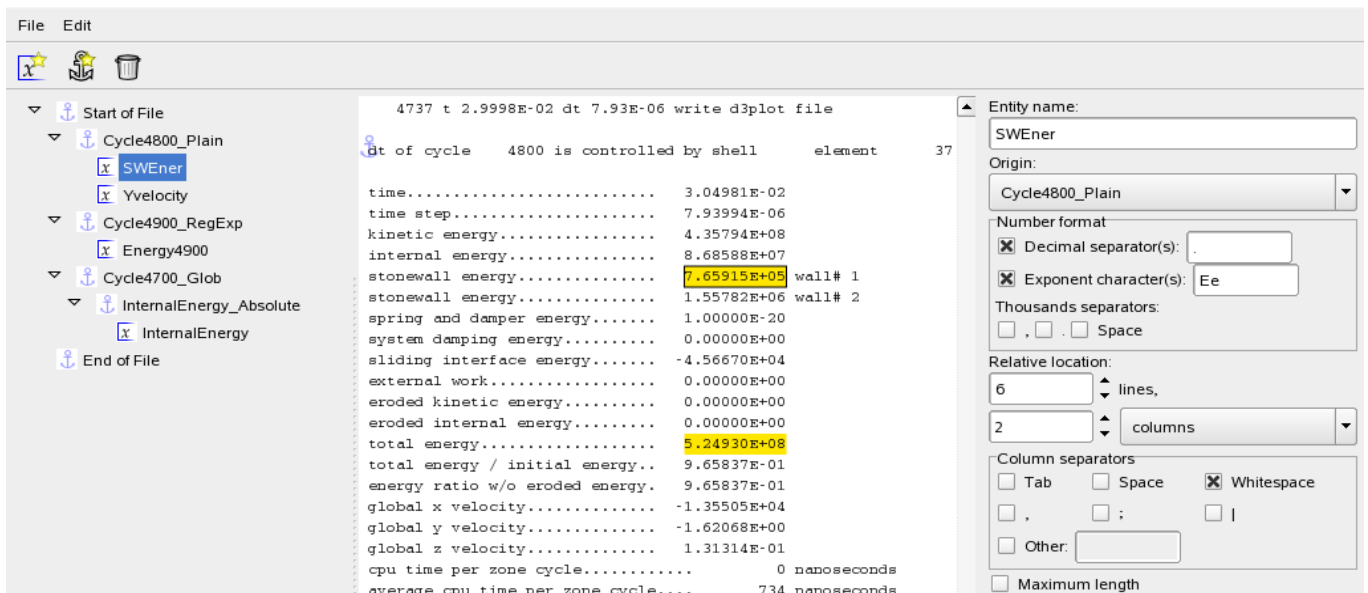 File Edit
Start of File
Cycle4800_Plain
x SWEner
x Yvelocity
Cycle4900_RegExp
x Energy4900
Cycle4700_Glob
InternalEnergy_Absolute
x InternalEnergy
End of File
4737 t 2.9998E-02 dt 7.93E-06 write d3plot file
dt of cycle 4800 is controlled by shell element 37
time........................... 3.04981E-02
time step...................... 7.93994E-06
kinetic energy................. 4.35794E+08
internal energy................ 8.68588E+07
stonewall energy............... 7.65915E+05 wall# 1
stonewall energy............... 1.55782E+06 wall# 2
spring and damper energy....... 1.00000E-20
system damping energy.......... 0.00000E+00
sliding interface energy....... -4.56670E+04
external work.................. 0.00000E+00
eroded kinetic energy.......... 0.00000E+00
eroded internal energy......... 0.00000E+00
total energy................... 5.24930E+08
total energy / initial energy.. 9.65837E-01
energy ratio w/o eroded energy. 9.65837E-01
global x velocity.............. -1.35505E+04
global y velocity.............. -1.62068E+00
global z velocity.............. 1.31314E-01
cpu time per zone cycle............ 0 nanoseconds
average cpu time per zone cycle.... 734 nanoseconds
Entity name:
SWEner
Origin:
Cycle4800_Plain
Number format
Decimal separator(s): .
Exponent character(s): Ee
Thousands separators:
, . Space
Relative location:
6 lines,
2 columns
Column separators
Tab Space Whitespace
, ; |
Other:
Maximum length